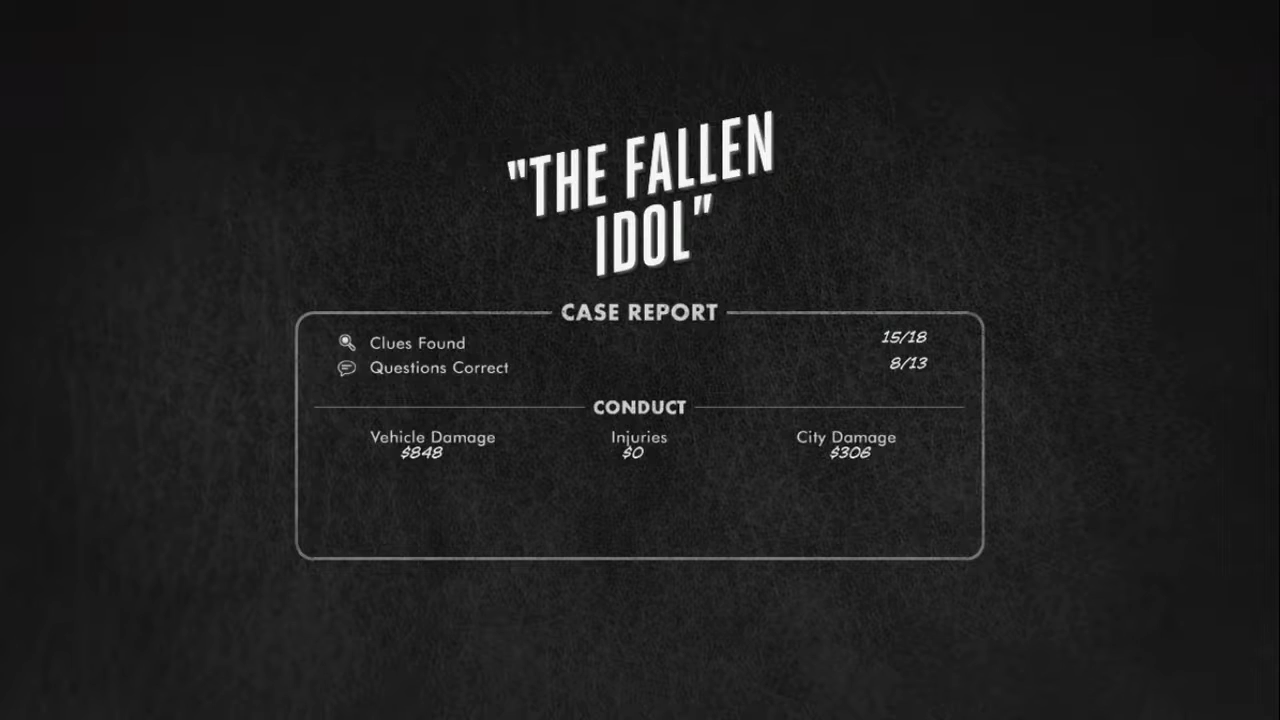 "THE FALLEN
IDOL"
CASE REPORT
Clues Found 15/18
Questions Correct 8/13
CONDUCT
Vehicle Damage Injuries City Damage
$848 $0 $306